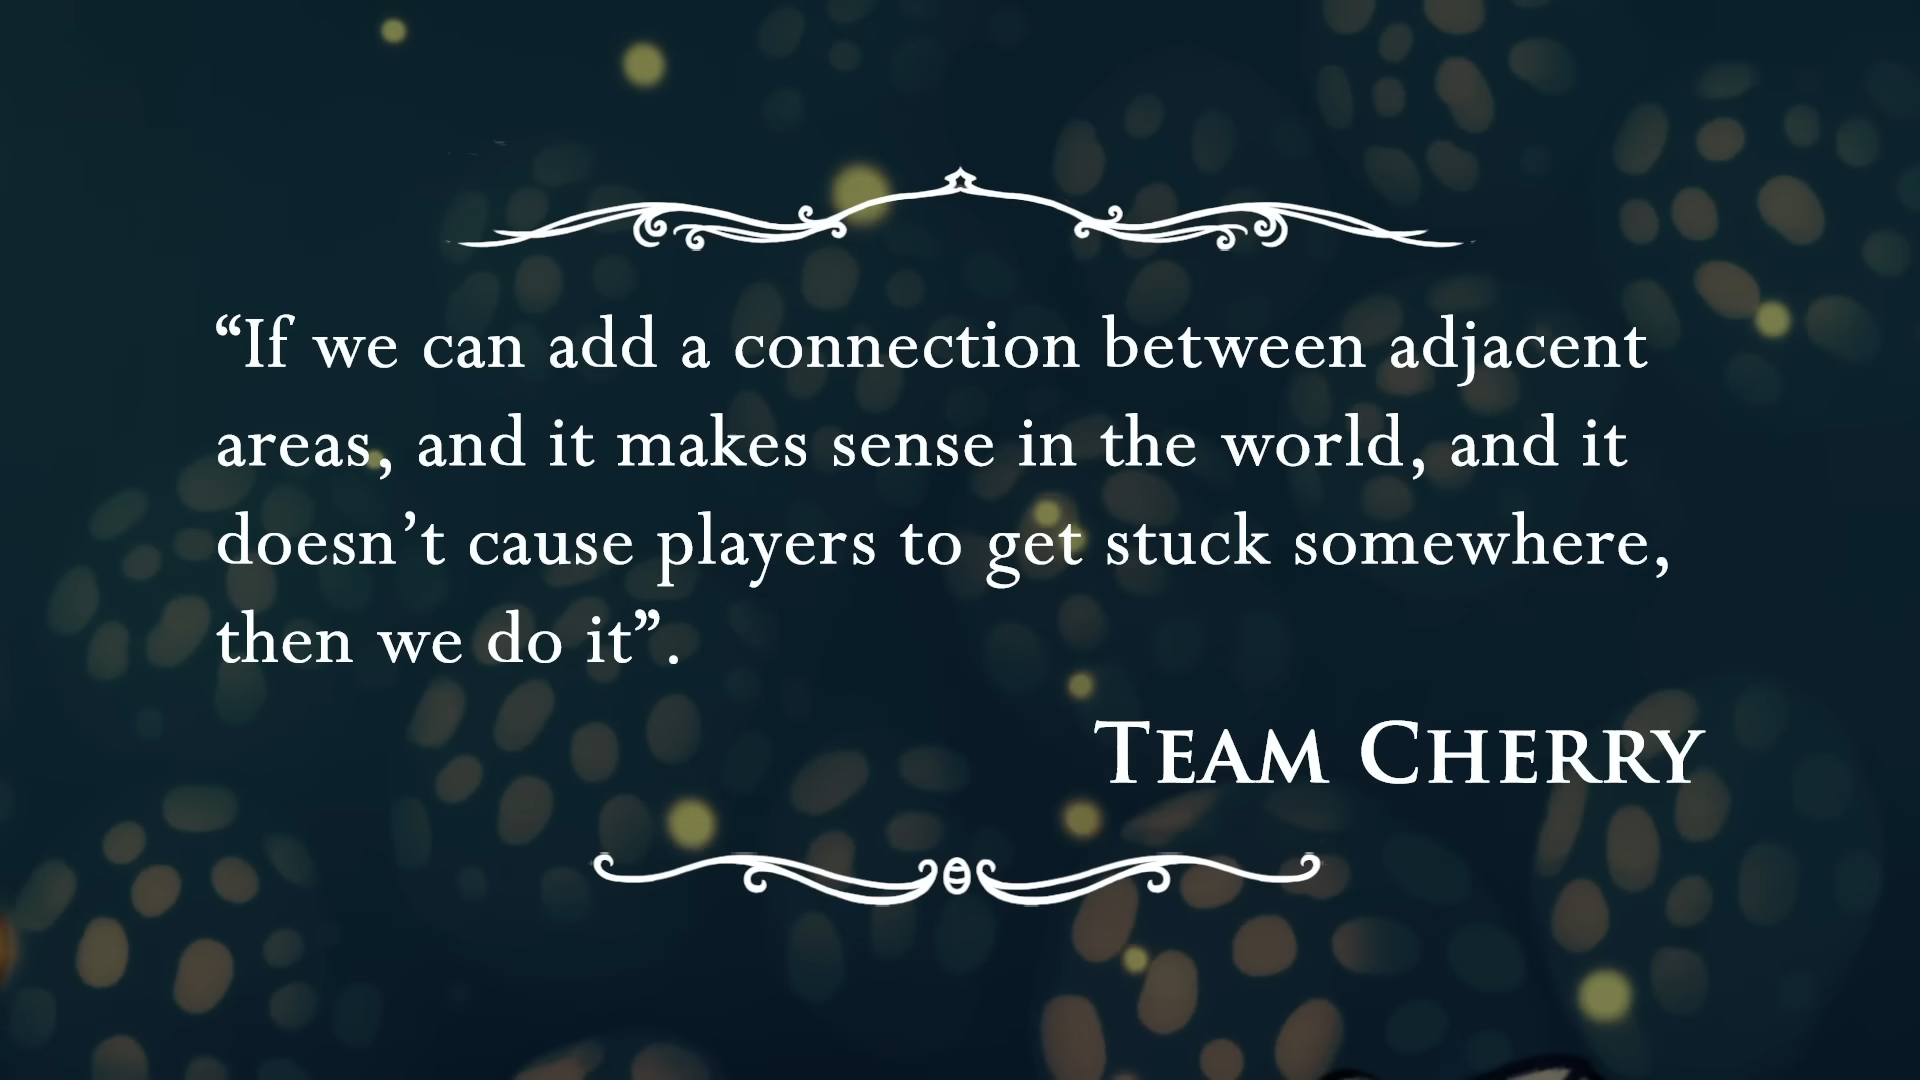 “If we can add a connection between adjacent
areas, and it makes sense in the world, and it
doesn’t cause players to get stuck somewhere,
then we do it”.
Team Cherry